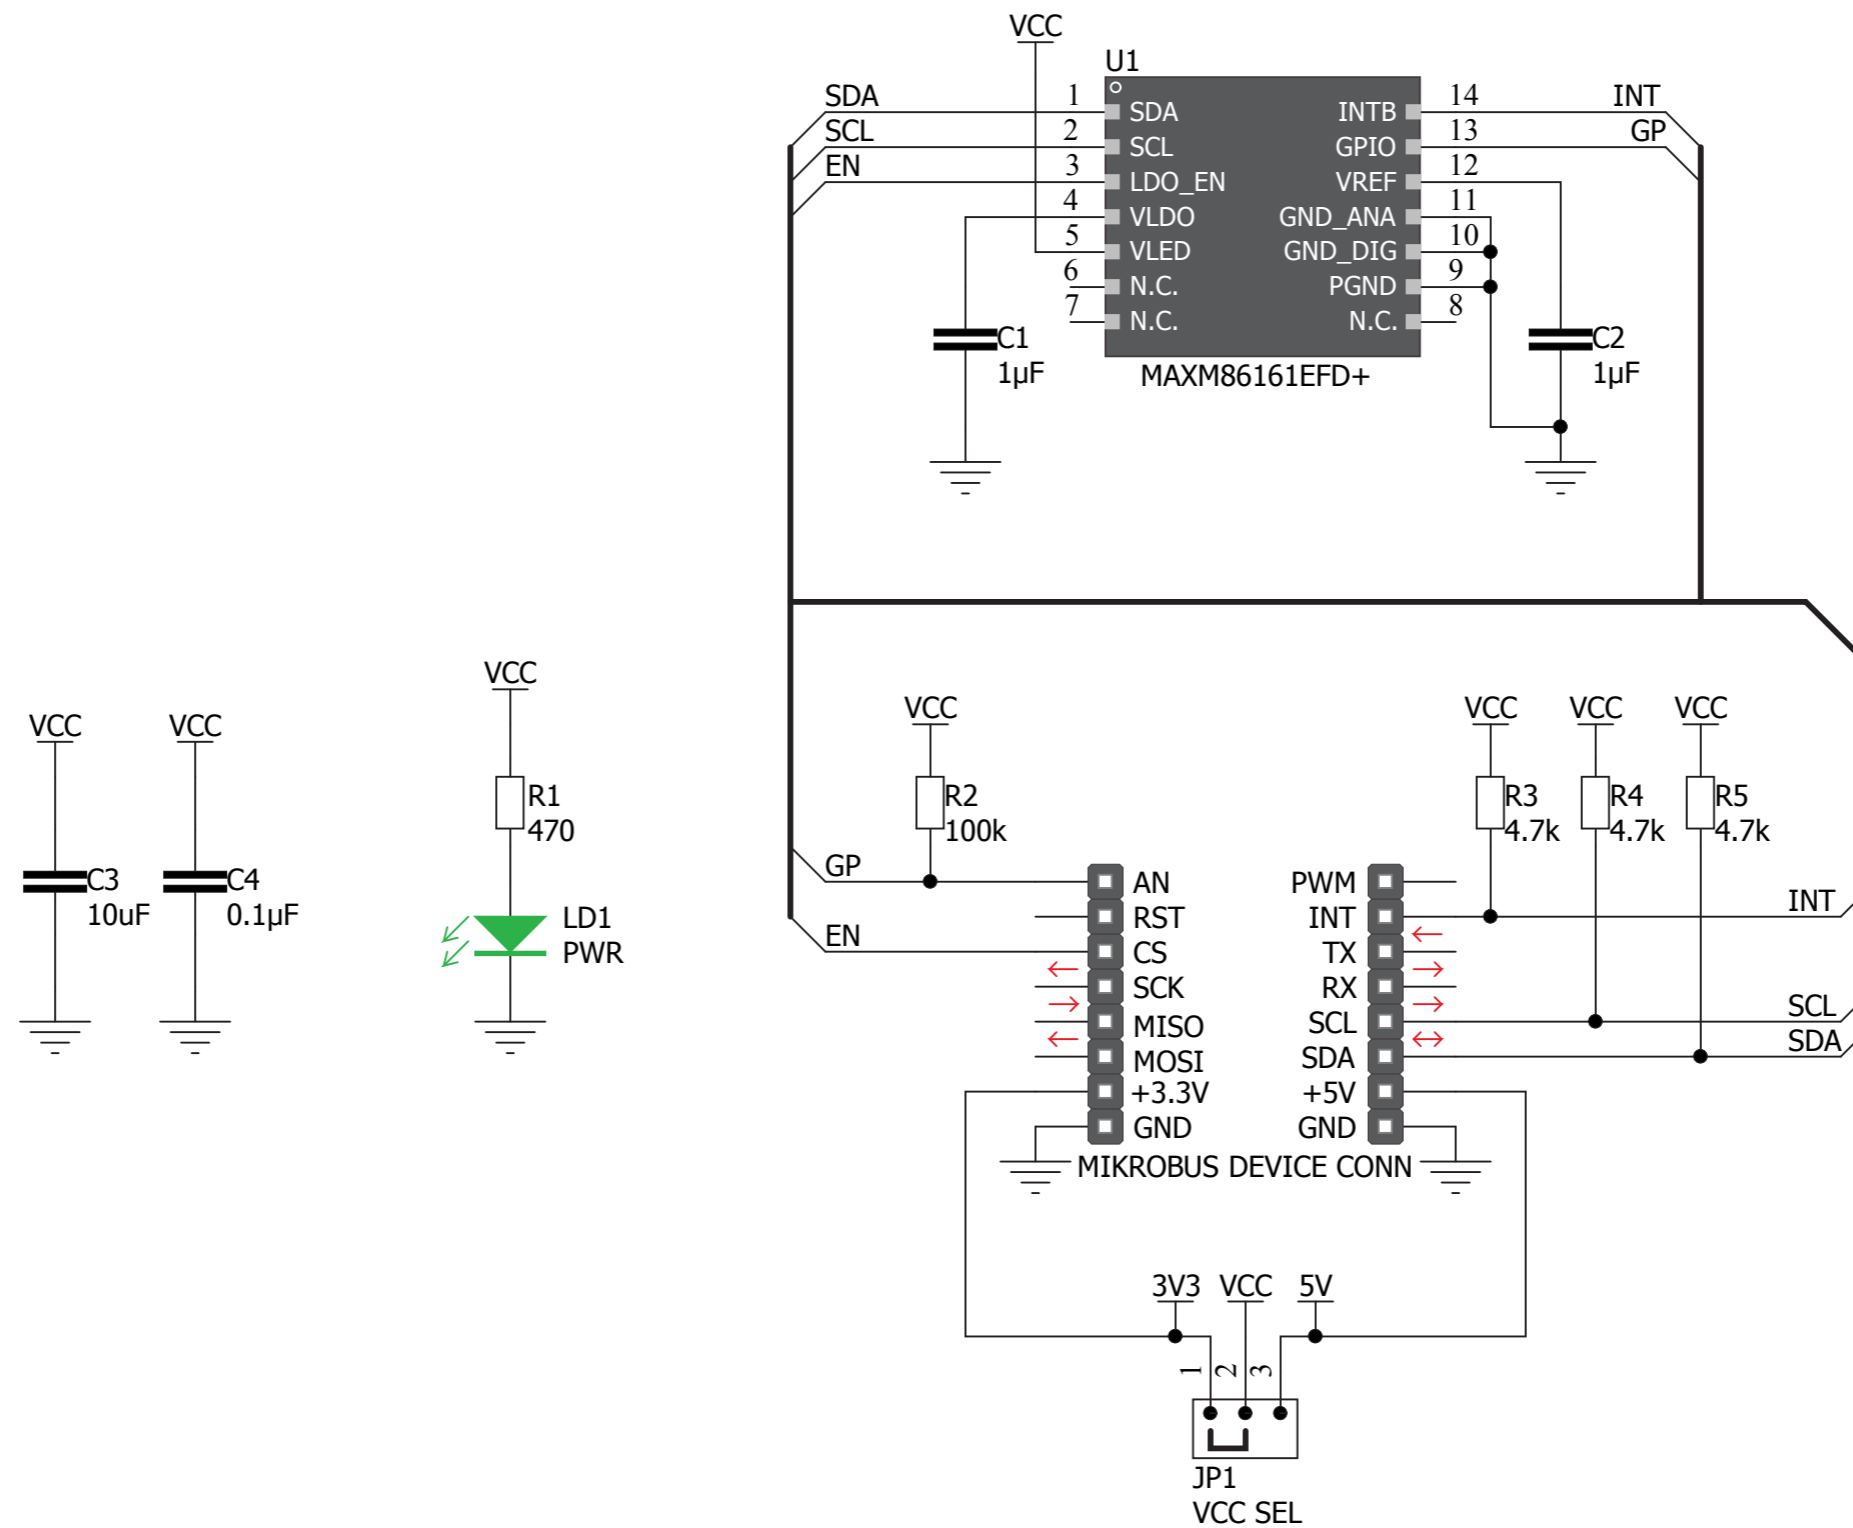 VCC
U1
SDA 1 SDA INTB 14 INT
SCL 2 SCL GPIO 13 GP
EN 3 LDO_EN VREF 12
4 VLDO GND_ANA 11
5 VLED GND_DIG 10
6 N.C. PGND 9
7 N.C. N.C. 8
C1
1µF
C2
1µF
MAXM86161EFD+
VCC
VCC
VCC
VCC
VCC
VCC
VCC
R1
470
R2
100k
R3
4.7k
R4
4.7k
R5
4.7k
C3
10uF
C4
0.1µF
LD1
PWR
GP AN PWM
RST INT INT
EN CS TX
SCK RX
MISO SCL SCL
MOSI SDA SDA
+3.3V +5V
GND GND
MIKROBUS DEVICE CONN
3V3 VCC 5V
1 2 3
JP1
VCC SEL